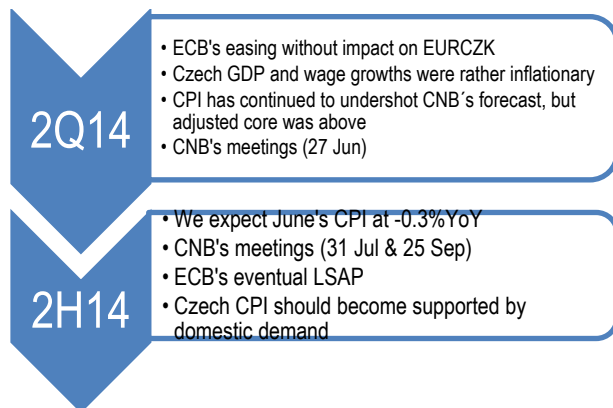 2Q14
• ECB's easing without impact on EURCZK
• Czech GDP and wage growths were rather inflationary
• CPI has continued to undershot CNB´s forecast, but
adjusted core was above
• CNB's meetings (27 Jun)
2H14
• We expect June's CPI at -0.3%YoY
• CNB's meetings (31 Jul & 25 Sep)
• ECB's eventual LSAP
• Czech CPI should become supported by
domestic demand